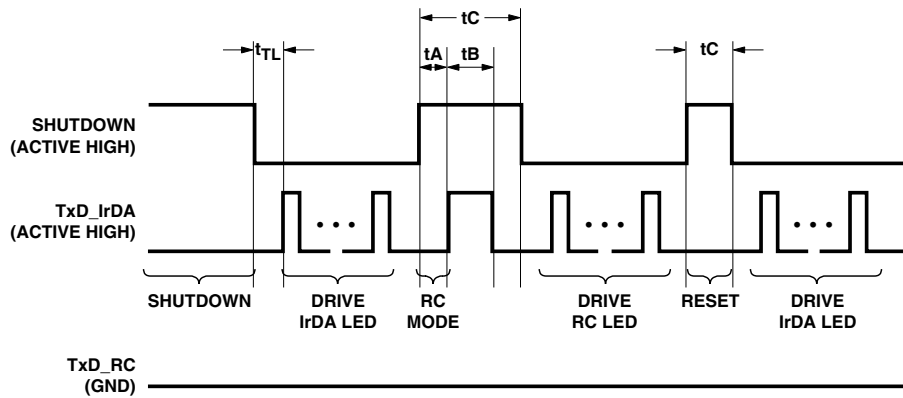 tC
tTL
tA
tB
tC
SHUTDOWN
(ACTIVE HIGH)
TxD_IrDA
(ACTIVE HIGH)
SHUTDOWN
DRIVE
IrDA LED
RC
MODE
DRIVE
RC LED
RESET
DRIVE
IrDA LED
TxD_RC
(GND)